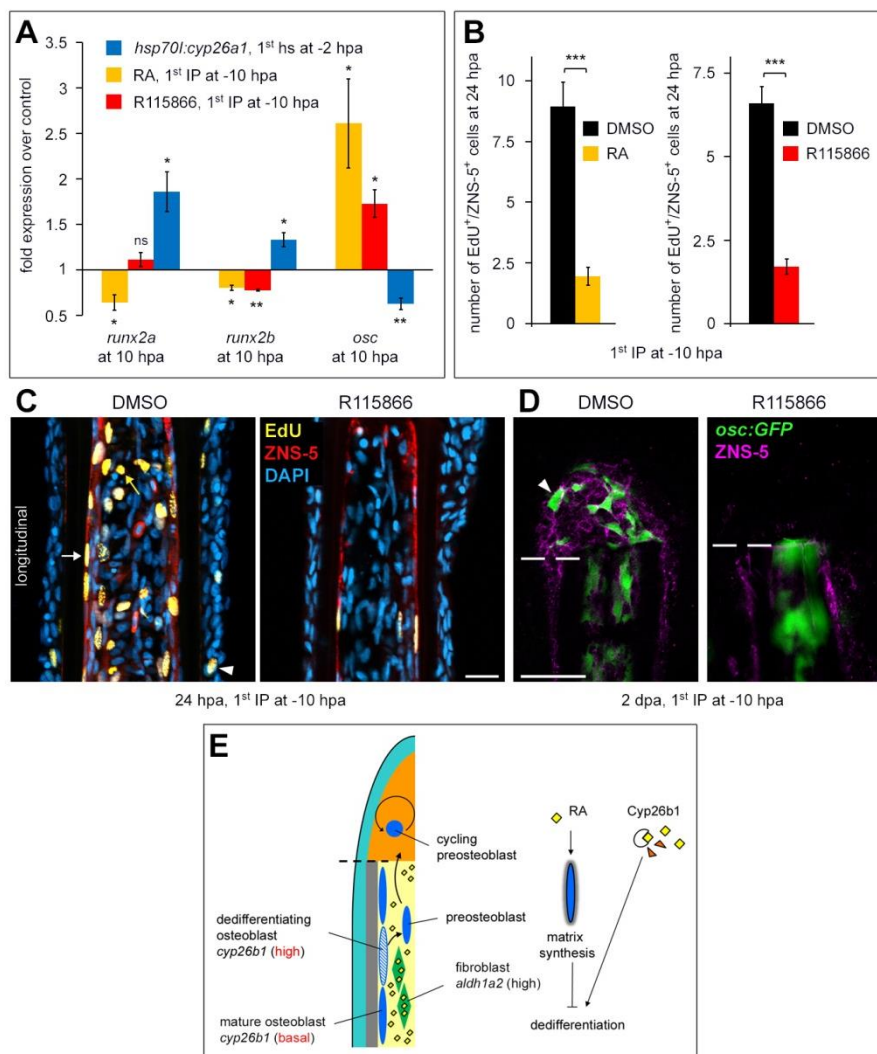 A
3.5
3
2.5
2
1.5
1
0.5
fold expression over control
hsp70l:cyp26a1, 1st hs at -2 hpa
RA, 1st IP at -10 hpa
R115866, 1st IP at -10 hpa
*
ns
*
*
**
*
*
*
**
runx2a
at 10 hpa
runx2b
at 10 hpa
osc
at 10 hpa
B
number of EdU+/ZNS-5+ cells at 24 hpa
9
6
3
0
***
DMSO
RA
number of EdU+/ZNS-5+ cells at 24 hpa
7.5
5
2.5
0
***
DMSO
R115866
1st IP at -10 hpa
C
DMSO
R115866
longitudinal
EdU
ZNS-5
DAPI
24 hpa, 1st IP at -10 hpa
D
DMSO
R115866
osc:GFP
ZNS-5
2 dpa, 1st IP at -10 hpa
E
cycling
preosteoblast
dedifferentiating
osteoblast
cyp26b1 (high)
preosteoblast
fibroblast
aldh1a2 (high)
mature osteoblast
cyp26b1 (basal)
RA
Cyp26b1
matrix
synthesis
dedifferentiation